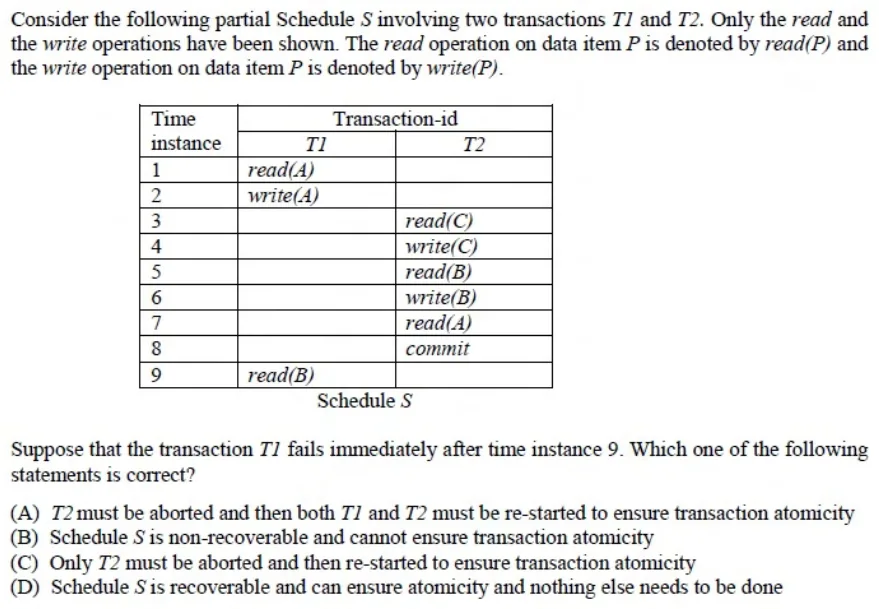 Consider the following partial Schedule S involving two transactions T1 and T2. Only the read and
the write operations have been shown. The read operation on data item P is denoted by read(P) and
the write operation on data item P is denoted by write(P).
Time instance Transaction-id
T1 T2
1 read(A)
2 write(A)
3 read(C)
4 write(C)
5 read(B)
6 write(B)
7 read(A)
8 commit
9 read(B)
Schedule S
Suppose that the transaction T1 fails immediately after time instance 9. Which one of the following
statements is correct?
(A) T2 must be aborted and then both T1 and T2 must be re-started to ensure transaction atomicity
(B) Schedule S is non-recoverable and cannot ensure transaction atomicity
(C) Only T2 must be aborted and then re-started to ensure transaction atomicity
(D) Schedule S is recoverable and can ensure atomicity and nothing else needs to be done